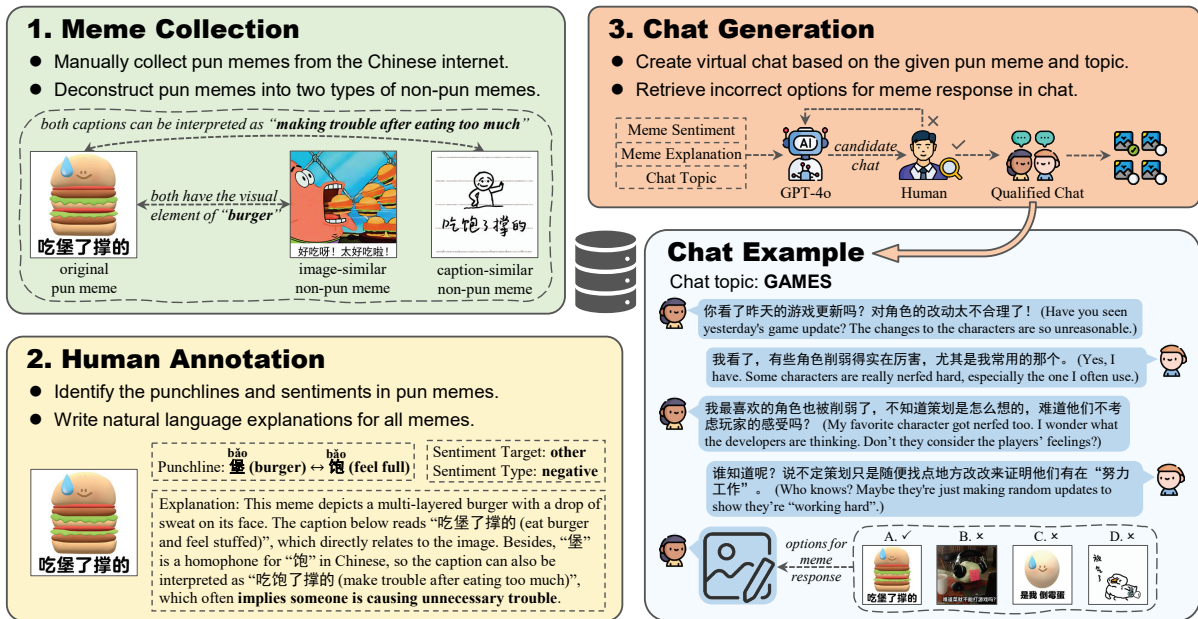 1. Meme Collection
● Manually collect pun memes from the Chinese internet.
● Deconstruct pun memes into two types of non-pun memes.
both captions can be interpreted as “making trouble after eating too much”
both have the visual
element of “burger”
吃堡了撑的
好吃呀！太好吃啦！
吃饱了撑的
original
pun meme
image-similar
non-pun meme
caption-similar
non-pun meme
2. Human Annotation
● Identify the punchlines and sentiments in pun memes.
● Write natural language explanations for all memes.
吃堡了撑的
bǎo bǎo
Punchline: 堡 (burger) ↔ 饱 (feel full)
Sentiment Target: other
Sentiment Type: negative
Explanation: This meme depicts a multi-layered burger with a drop of
sweat on its face. The caption below reads “吃堡了撑的 (eat burger
and feel stuffed)”, which directly relates to the image. Besides, “堡”
is a homophone for “饱” in Chinese, so the caption can also be
interpreted as “吃饱了撑的 (make trouble after eating too much)”,
which often implies someone is causing unnecessary trouble.
3. Chat Generation
● Create virtual chat based on the given pun meme and topic.
● Retrieve incorrect options for meme response in chat.
Meme Sentiment
Meme Explanation
Chat Topic
AI
GPT-4o
candidate
chat
Human
Qualified Chat
Chat Example
Chat topic: GAMES
你看了昨天的游戏更新吗？对角色的改动太不合理了！ (Have you seen
yesterday's game update? The changes to the characters are so unreasonable.)
我看了，有些角色削弱得实在厉害，尤其是我常用的那个。 (Yes, I
have. Some characters are really nerfed hard, especially the one I often use.)
我最喜欢的角色也被削弱了，不知道策划是怎么想的，难道他们不考
虑玩家的感受吗？ (My favorite character got nerfed too. I wonder what
the developers are thinking. Don’t they consider the players’ feelings?)
谁知道呢？说不定策划只是随便找点地方改改来证明他们有在“努力
工作”。 (Who knows? Maybe they're just making random updates to
show they’re “working hard”.)
options for
meme
response
A. ✓ B. × C. × D. ×
吃堡了撑的
难道菜就不能打游戏吗?
是我 倒霉蛋